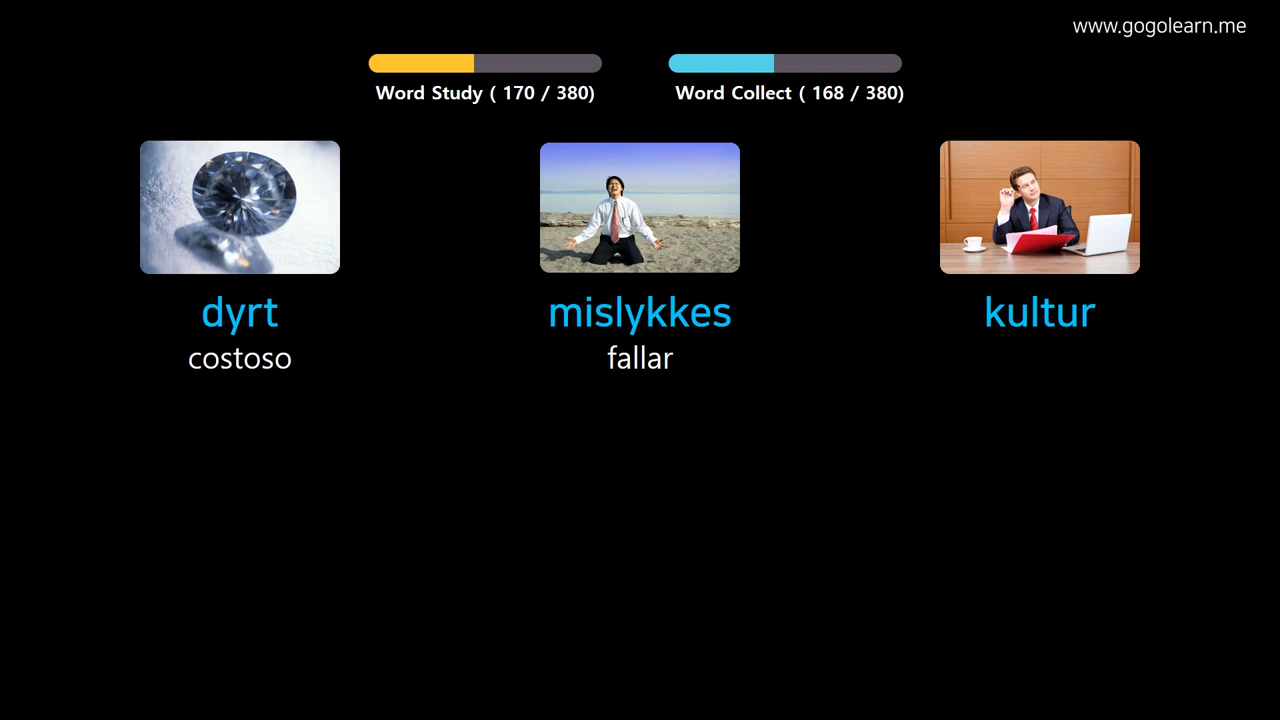 www.gogolearn.me
Word Study ( 170 / 380)
Word Collect ( 168 / 380)
dyrt
mislykkes
kultur
costoso
fallar